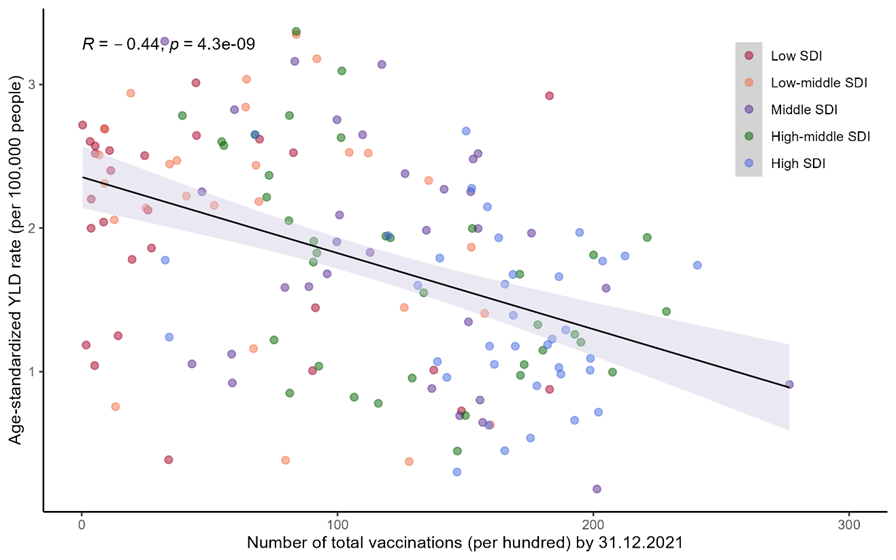 R = − 0.44, p = 4.3e-09
Low SDI
Low-middle SDI
Middle SDI
High-middle SDI
High SDI
Age-standardized YLD rate (per 100,000 people)
3
2
1
0
100
200
300
Number of total vaccinations (per hundred) by 31.12.2021